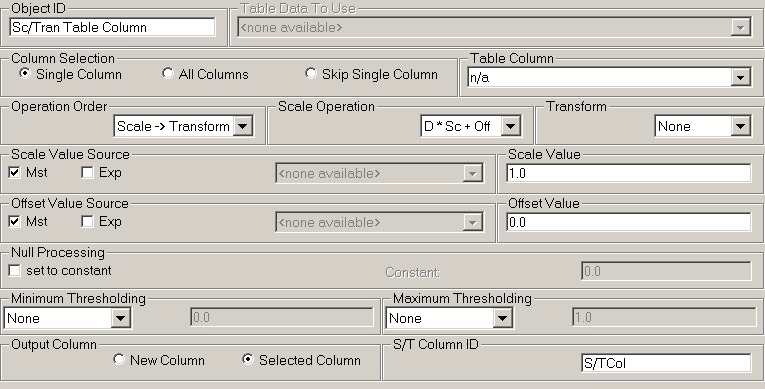 Object ID
Table Data To Use
Sc/Tran Table Column
<none available>
Column Selection
Table Column
Single Column
All Columns
Skip Single Column
n/a
Operation Order
Scale Operation
Transform
Scale -> Transform
D * Sc + Off
None
Scale Value Source
Scale Value
Mst
Exp
<none available>
1.0
Offset Value Source
Offset Value
Mst
Exp
<none available>
0.0
Null Processing
set to constant
Constant:
0.0
Minimum Thresholding
Maximum Thresholding
None
0.0
None
1.0
Output Column
S/T Column ID
New Column
Selected Column
S/TCol